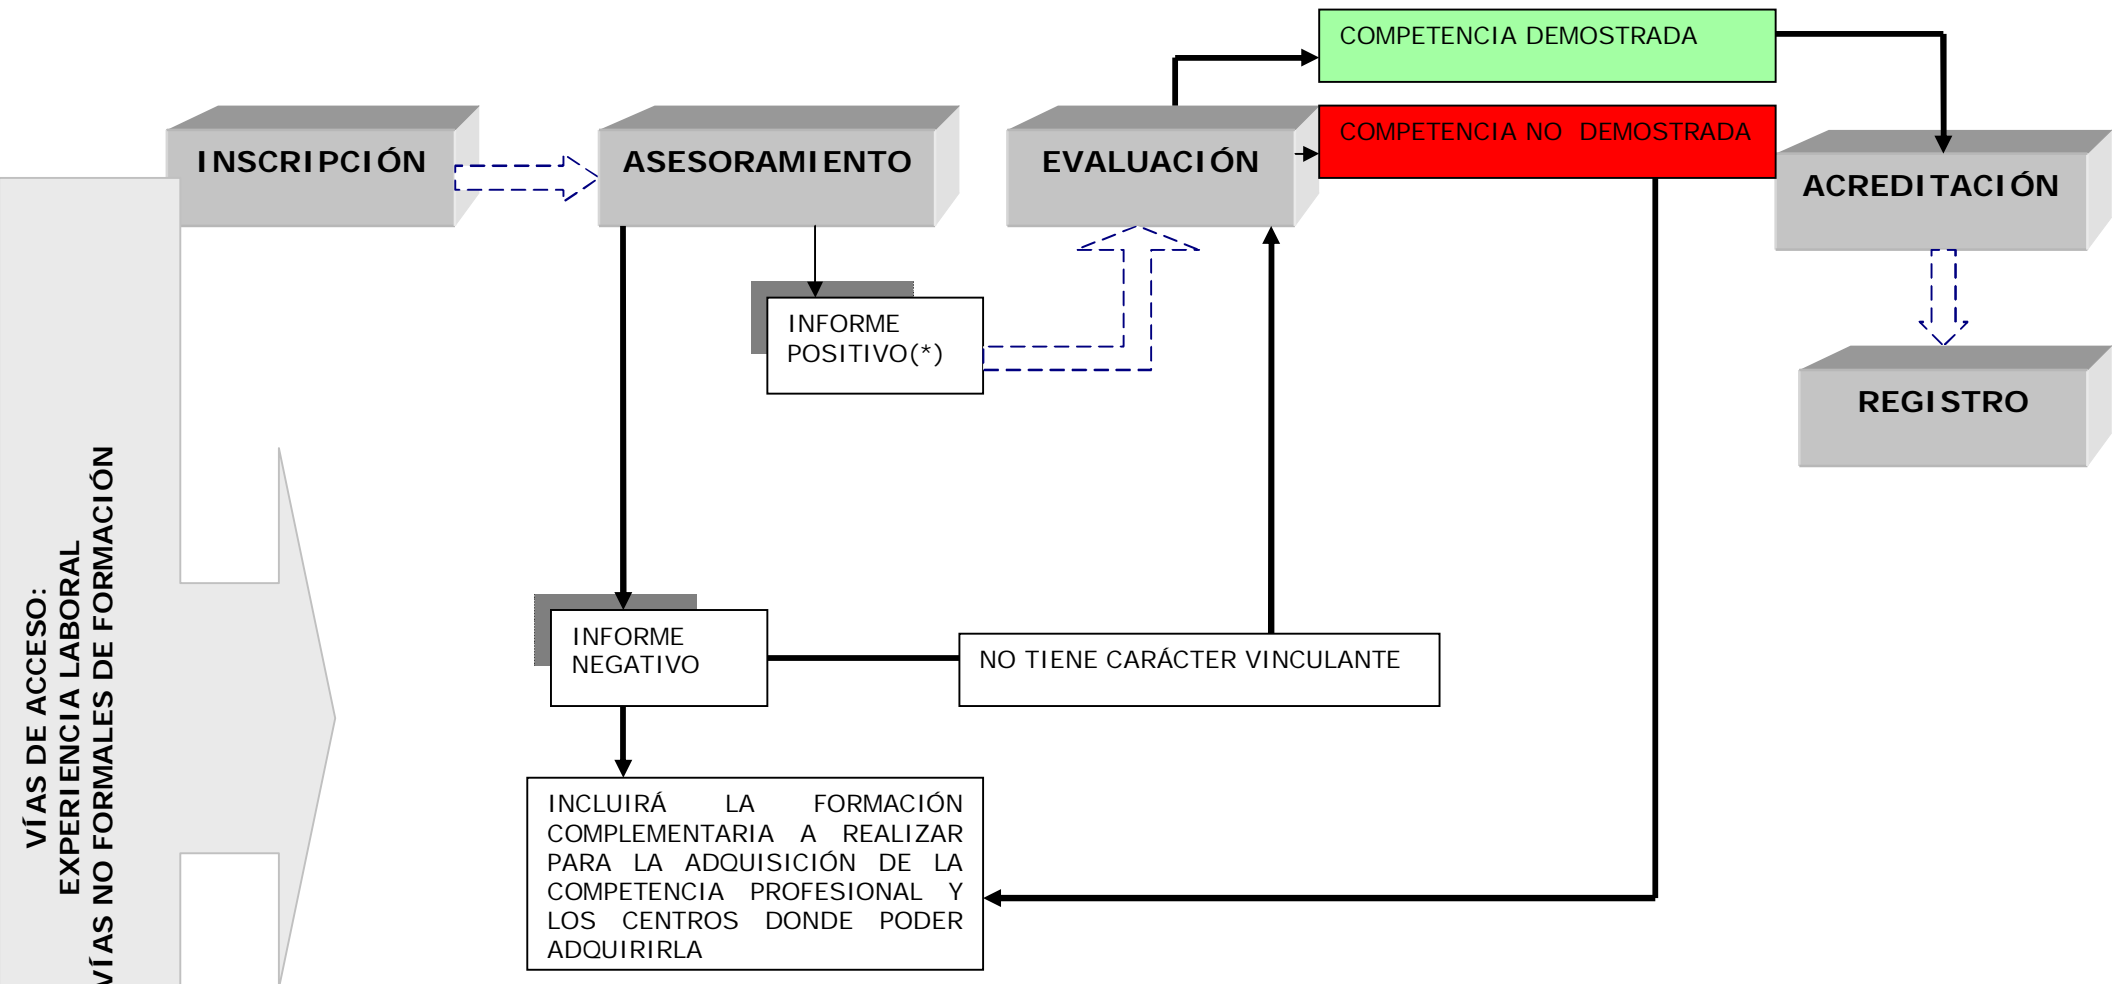 COMPETENCIA DEMOSTRADA
COMPETENCIA NO DEMOSTRADA
INSCRIPCIÓN
ASESORAMIENTO
EVALUACIÓN
ACREDITACIÓN
INFORME
POSITIVO(*)
REGISTRO
VÍAS DE ACCESO:
EXPERIENCIA LABORAL
VÍAS NO FORMALES DE FORMACIÓN
INFORME
NEGATIVO
NO TIENE CARÁCTER VINCULANTE
INCLUIRÁ LA FORMACIÓN
COMPLEMENTARIA A REALIZAR
PARA LA ADQUISICIÓN DE LA
COMPETENCIA PROFESIONAL Y
LOS CENTROS DONDE PODER
ADQUIRIRLA